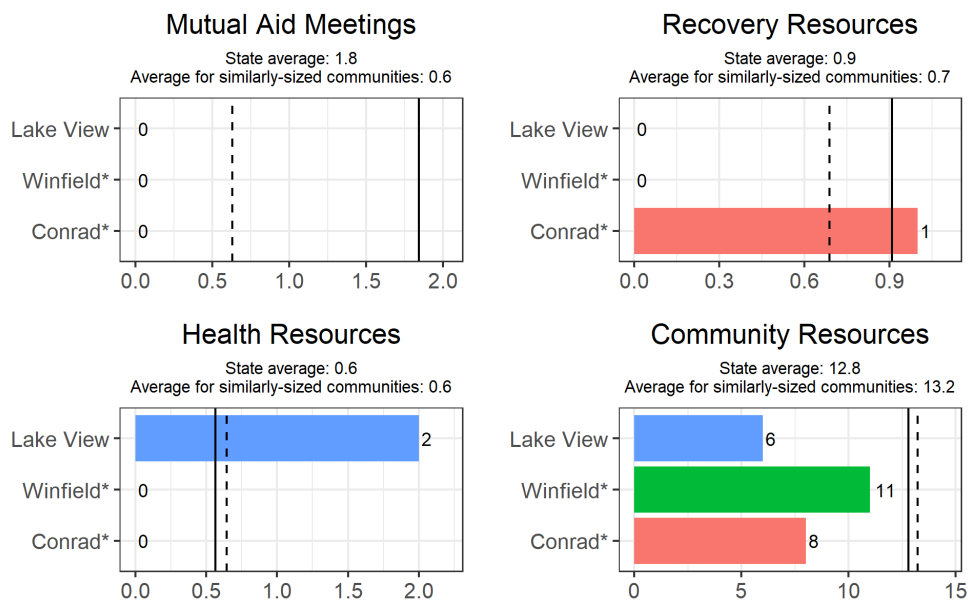 Mutual Aid Meetings
State average: 1.8
Average for similarly-sized communities: 0.6
Lake View
0
Winfield*
0
Conrad*
0
0.0 0.5 1.0 1.5 2.0
Recovery Resources
State average: 0.9
Average for similarly-sized communities: 0.7
Lake View
0
Winfield*
0
Conrad*
1
0.0 0.3 0.6 0.9
Health Resources
State average: 0.6
Average for similarly-sized communities: 0.6
Lake View
2
Winfield*
0
Conrad*
0
0.0 0.5 1.0 1.5 2.0
Community Resources
State average: 12.8
Average for similarly-sized communities: 13.2
Lake View
6
Winfield*
11
Conrad*
8
0 5 10 15